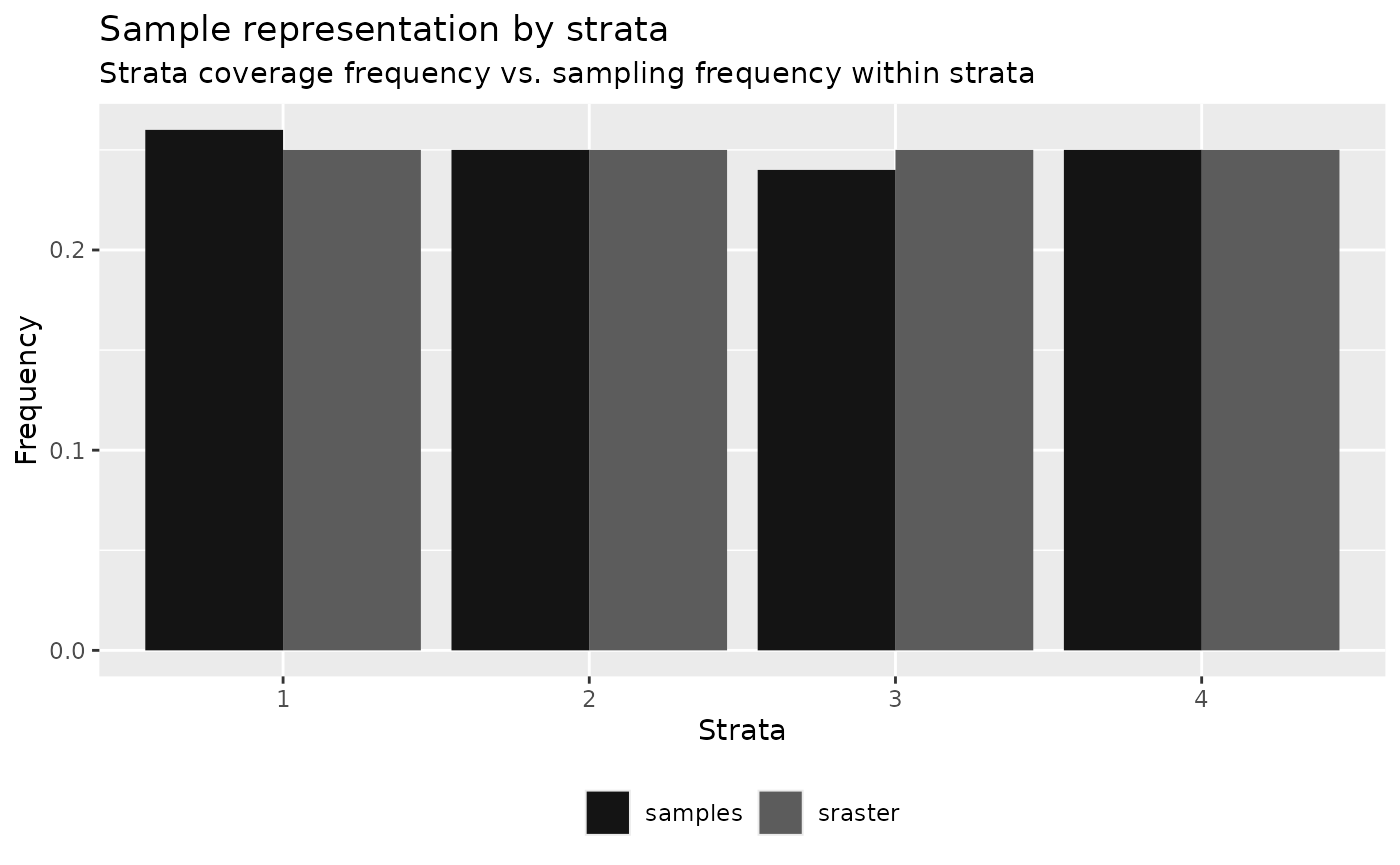 Sample representation by strata
Strata coverage frequency vs. sampling frequency within strata
Frequency
0.2
0.1
0.0
1 2 3 4
Strata
samples sraster